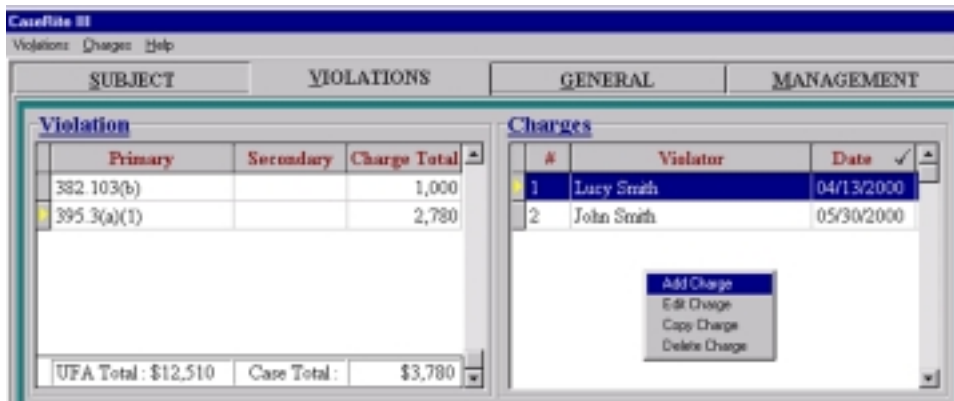 CaseRite III
Violations Charges Help
SUBJECT VIOLATIONS GENERAL MANAGEMENT
Violation
Primary Secondary Charge Total
382.103(b) 1,000
395.3(a)(1) 2,780
UFA Total : $12,510 Case Total : $3,780
Charges
# Violator Date ✓
1 Lucy Smith 04/13/2000
2 John Smith 05/30/2000
Add Charge
Edit Charge
Copy Charge
Delete Charge